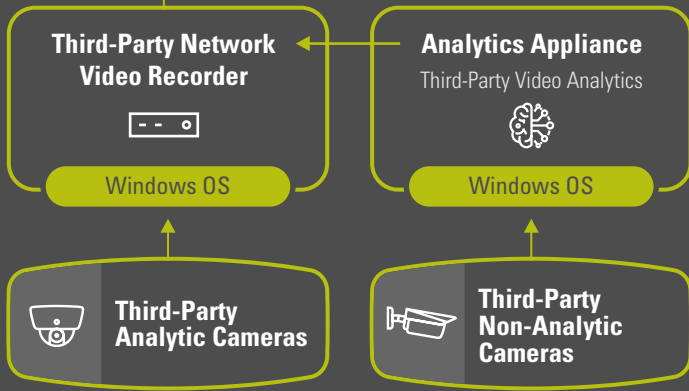 Third-Party Network
Video Recorder
Windows OS
Analytics Appliance
Third-Party Video Analytics
Windows OS
Third-Party
Analytic Cameras
Third-Party
Non-Analytic
Cameras